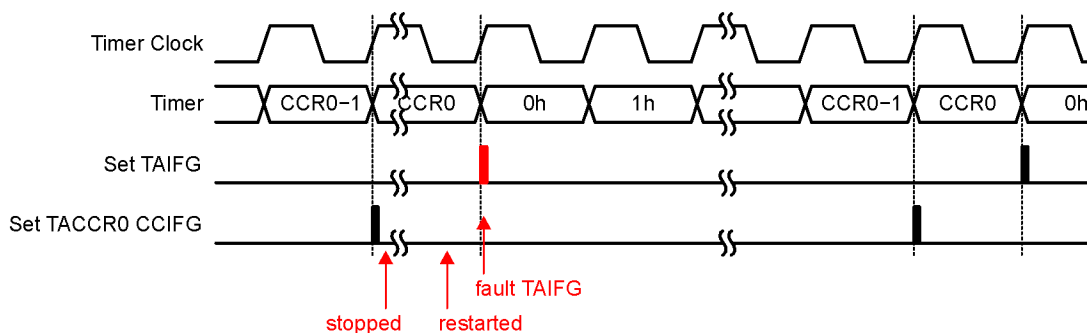 Timer Clock
Timer
CCR0−1
CCR0
0h
1h
CCR0−1
CCR0
0h
Set TAIFG
Set TACCR0 CCIFG
fault TAIFG
stopped
restarted